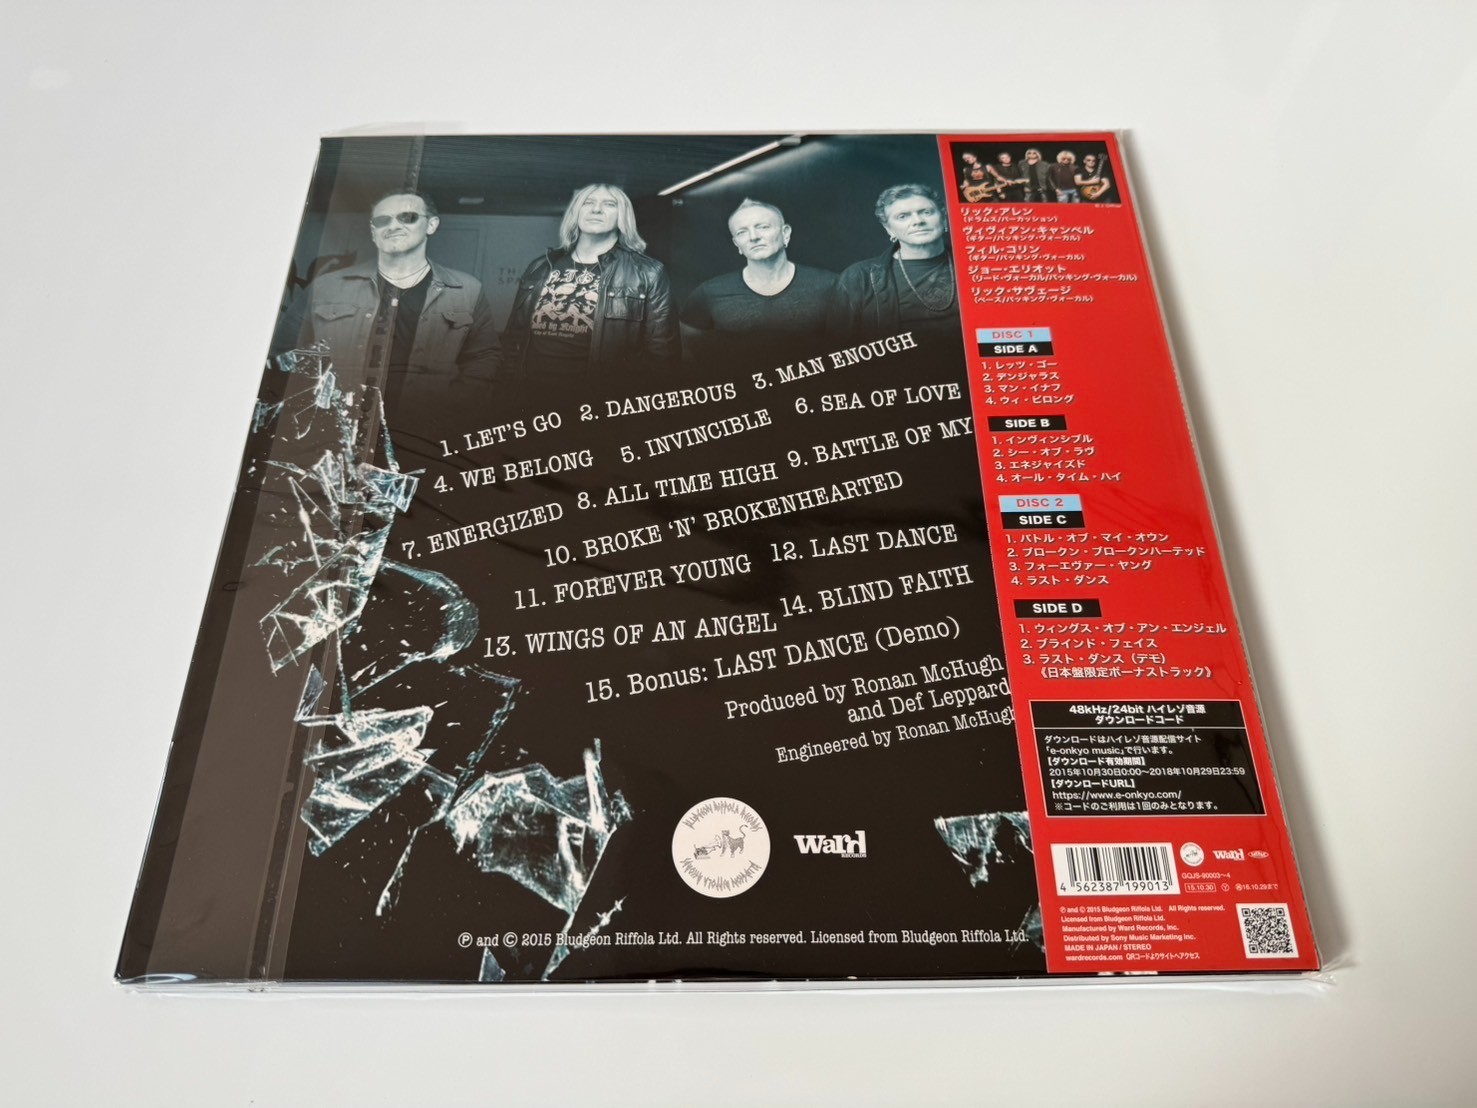 1. LET'S GO 2. DANGEROUS 3. MAN ENOUGH
4. WE BELONG 5. INVINCIBLE 6. SEA OF LOVE
7. ENERGIZED 8. ALL TIME HIGH 9. BATTLE OF MY
10. BROKE 'N' BROKENHEARTED
11. FOREVER YOUNG 12. LAST DANCE
13. WINGS OF AN ANGEL 14. BLIND FAITH
15. Bonus: LAST DANCE (Demo)
Produced by Ronan McHugh
and Def Leppard
Engineered by Ronan McHugh
Ward
RECORDS
Ⓟ and © 2015 Bludgeon Riffola Ltd. All Rights reserved. Licensed from Bludgeon Riffola Ltd.
リック・アレン
(ドラムス/パーカッション)
ヴィヴィアン・キャンベル
(ギター/バッキング・ヴォーカル)
フィル・コリン
(ギター/バッキング・ヴォーカル)
ジョー・エリオット
(リード・ヴォーカル/バッキング・ヴォーカル)
リック・サヴェージ
(ベース/バッキング・ヴォーカル)
DISC 1
SIDE A
1. レッツ・ゴー
2. デンジャラス
3. マン・イナフ
4. ウィ・ビロング
SIDE B
1. インヴィンシブル
2. シー・オブ・ラヴ
3. エネジャイズド
4. オール・タイム・ハイ
DISC 2
SIDE C
1. バトル・オブ・マイ・オウン
2. ブロークン・ブロークンハーテッド
3. フォーエヴァー・ヤング
4. ラスト・ダンス
SIDE D
1. ウィングス・オブ・アン・エンジェル
2. ブラインド・フェイス
3. ラスト・ダンス（デモ）
《日本盤限定ボーナストラック》
48kHz/24bit ハイレゾ音源
ダウンロードコード
ダウンロードはハイレゾ音源配信サイト
「e-onkyo music」で行います。
【ダウンロード有効期間】
2015年10月30日0:00～2018年10月29日23:59
【ダウンロードURL】
https://www.e-onkyo.com/
※コードのご利用は1回のみとなります。
4 562387 199013
Ward
GQJS-90003～4
15.10.30 Ⓨ 16.10.29まで
Ⓟ and © 2015 Bludgeon Riffola Ltd. All Rights reserved.
Licensed from Bludgeon Riffola Ltd.
Manufactured by Ward Records, Inc.
Distributed by Sony Music Marketing Inc.
MADE IN JAPAN / STEREO
wardrecords.com QRコードよりサイトへアクセス